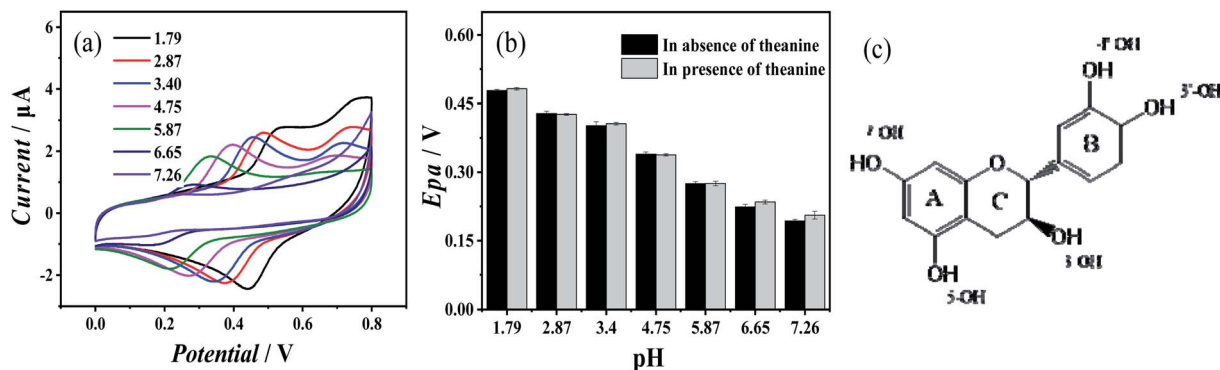 (a)
1.79
2.87
3.40
4.75
5.87
6.65
7.26
Current / µA
4
2
0
-2
0.0 0.2 0.4 0.6 0.8
Potential / V
(b)
In absence of theanine
In presence of theanine
Epa / V
0.60
0.45
0.30
0.15
0.00
1.79 2.87 3.4 4.75 5.87 6.65 7.26
pH
(c)
OH
OH
3'-OH
B
HO
O
A
C
OH
OH
5-OH